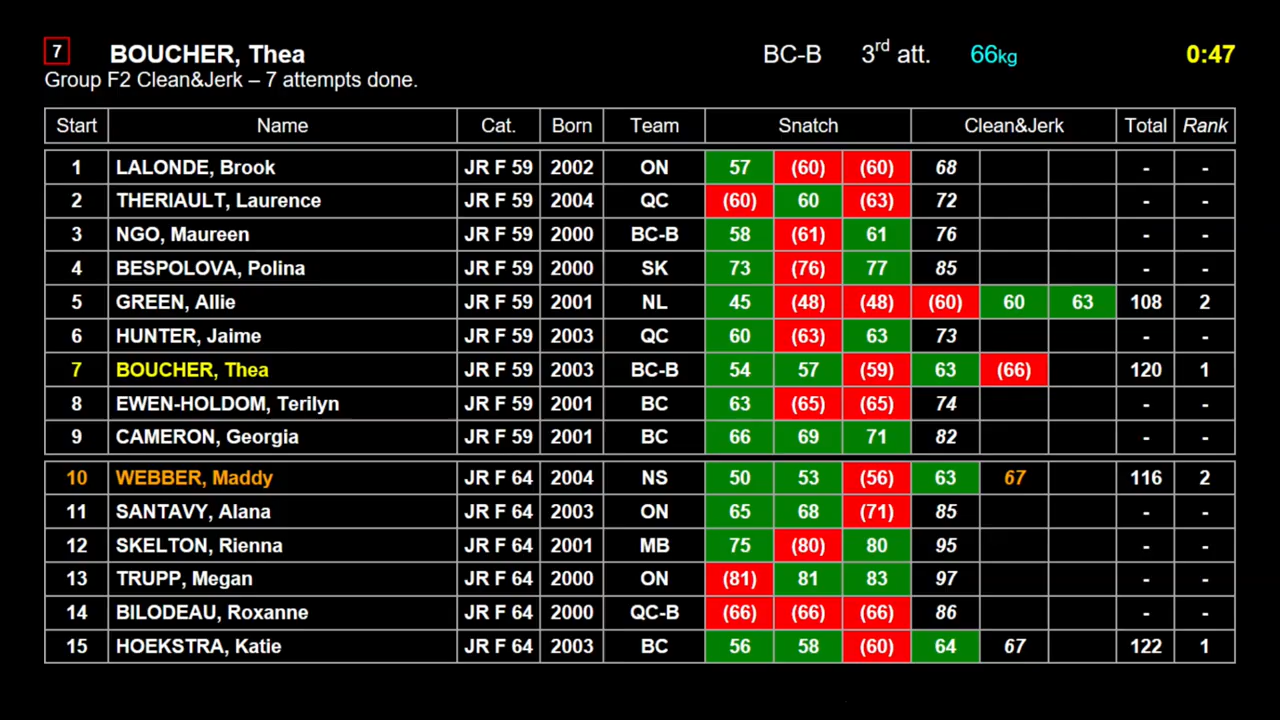 7 BOUCHER, Thea BC-B 3rd att. 66kg 0:47
Group F2 Clean&Jerk – 7 attempts done.
Start Name Cat. Born Team Snatch Clean&Jerk Total Rank
1 LALONDE, Brook JR F 59 2002 ON 57 (60) (60) 68 - -
2 THERIAULT, Laurence JR F 59 2004 QC (60) 60 (63) 72 - -
3 NGO, Maureen JR F 59 2000 BC-B 58 (61) 61 76 - -
4 BESPOLOVA, Polina JR F 59 2000 SK 73 (76) 77 85 - -
5 GREEN, Allie JR F 59 2001 NL 45 (48) (48) (60) 60 63 108 2
6 HUNTER, Jaime JR F 59 2003 QC 60 (63) 63 73 - -
7 BOUCHER, Thea JR F 59 2003 BC-B 54 57 (59) 63 (66) 120 1
8 EWEN-HOLDOM, Terilyn JR F 59 2001 BC 63 (65) (65) 74 - -
9 CAMERON, Georgia JR F 59 2001 BC 66 69 71 82 - -
10 WEBBER, Maddy JR F 64 2004 NS 50 53 (56) 63 67 116 2
11 SANTAVY, Alana JR F 64 2003 ON 65 68 (71) 85 - -
12 SKELTON, Rienna JR F 64 2001 MB 75 (80) 80 95 - -
13 TRUPP, Megan JR F 64 2000 ON (81) 81 83 97 - -
14 BILODEAU, Roxanne JR F 64 2000 QC-B (66) (66) (66) 86 - -
15 HOEKSTRA, Katie JR F 64 2003 BC 56 58 (60) 64 67 122 1